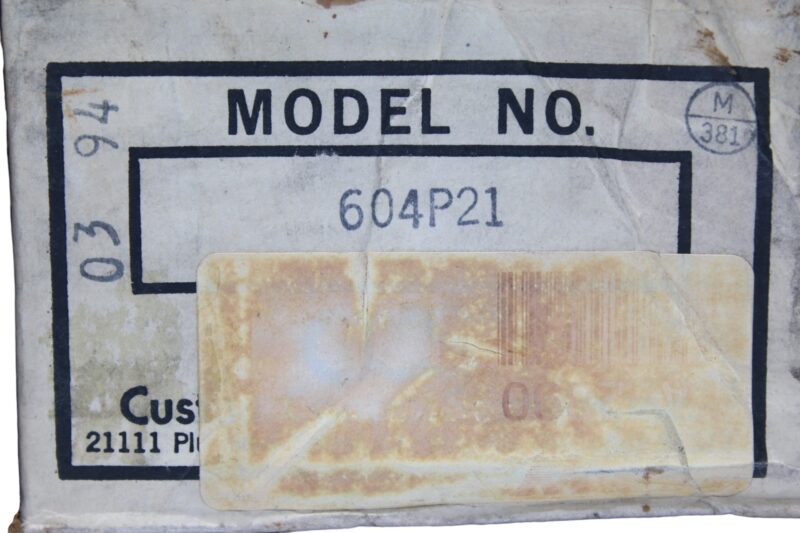 MODEL NO.
M
381
03 94
604P21
Cust
21111 Pl